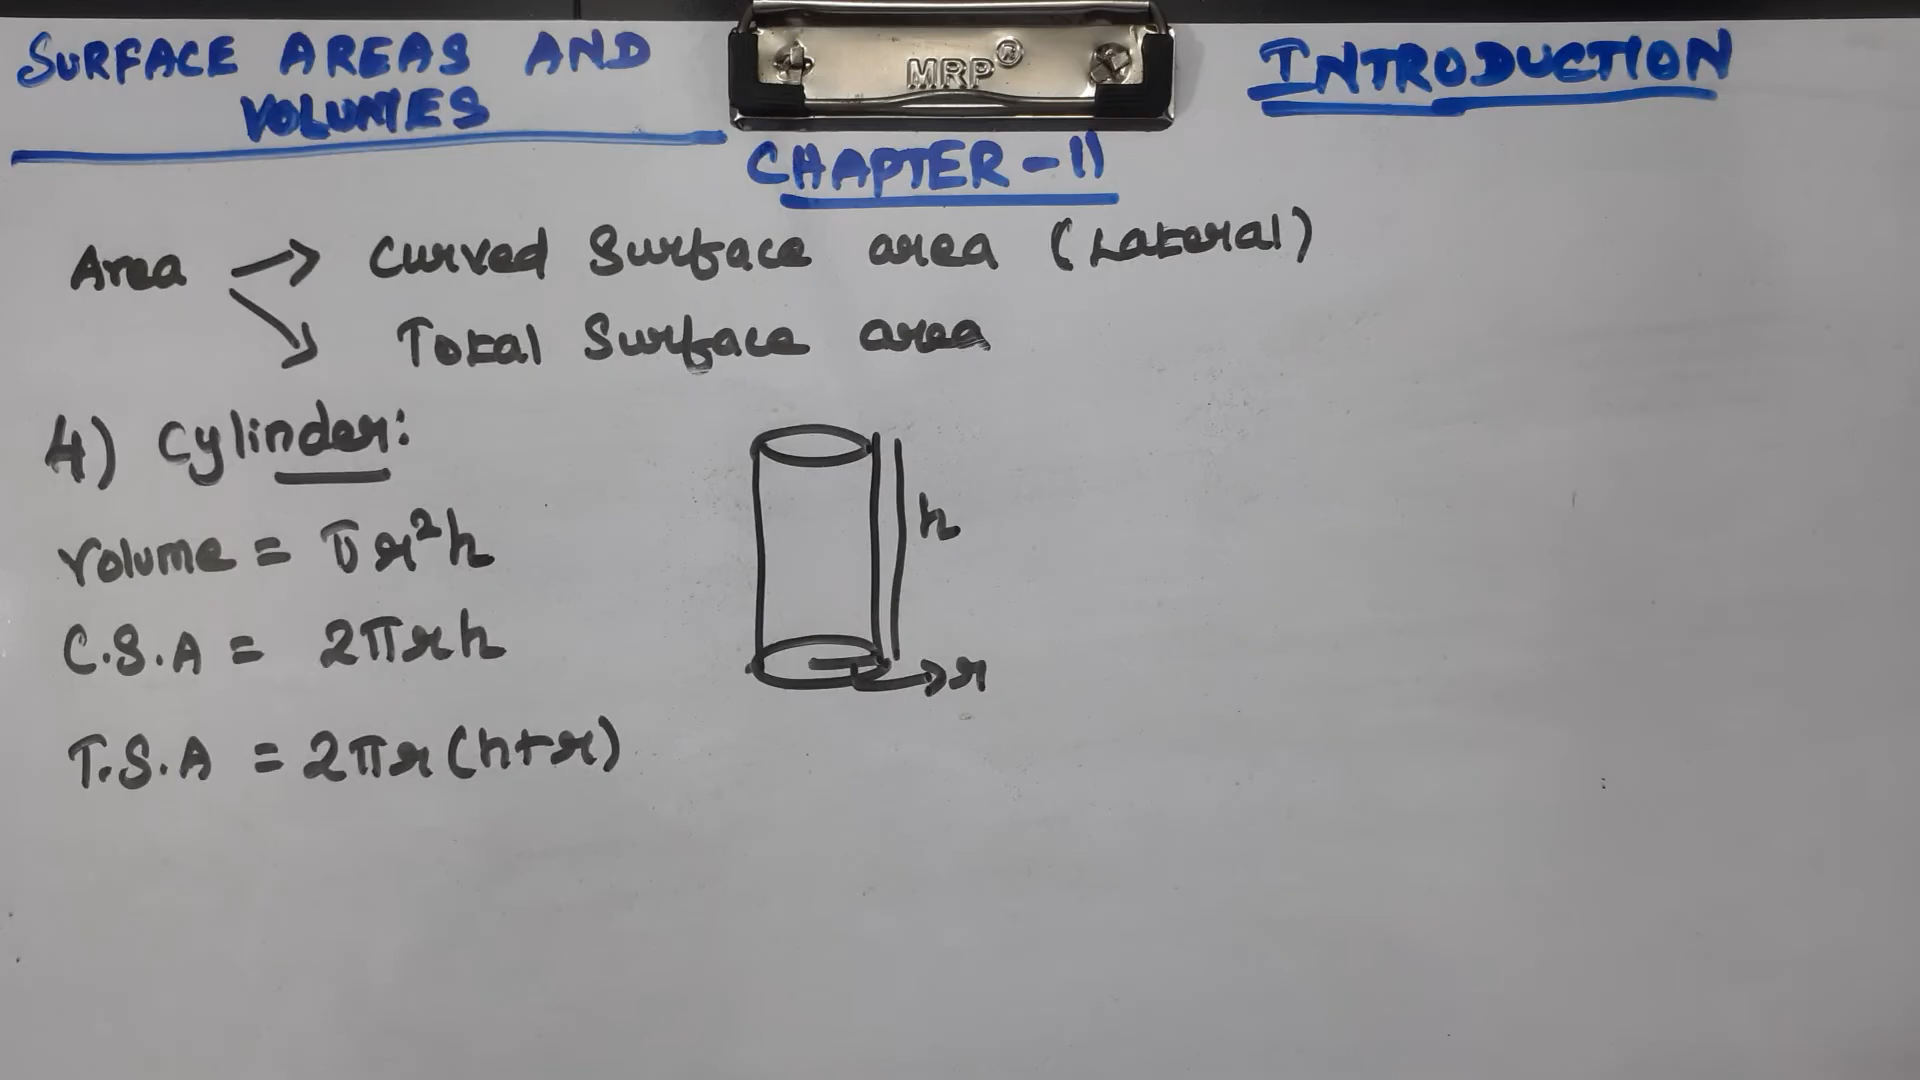 SURFACE AREAS AND
VOLUMES
MRP®
INTRODUCTION
CHAPTER-11
Area → Curved Surface area (Lateral)
↘ Total Surface area
4) Cylinder:
Volume = πr²h
C.S.A = 2πrh
T.S.A = 2πr(h+r)
h
r